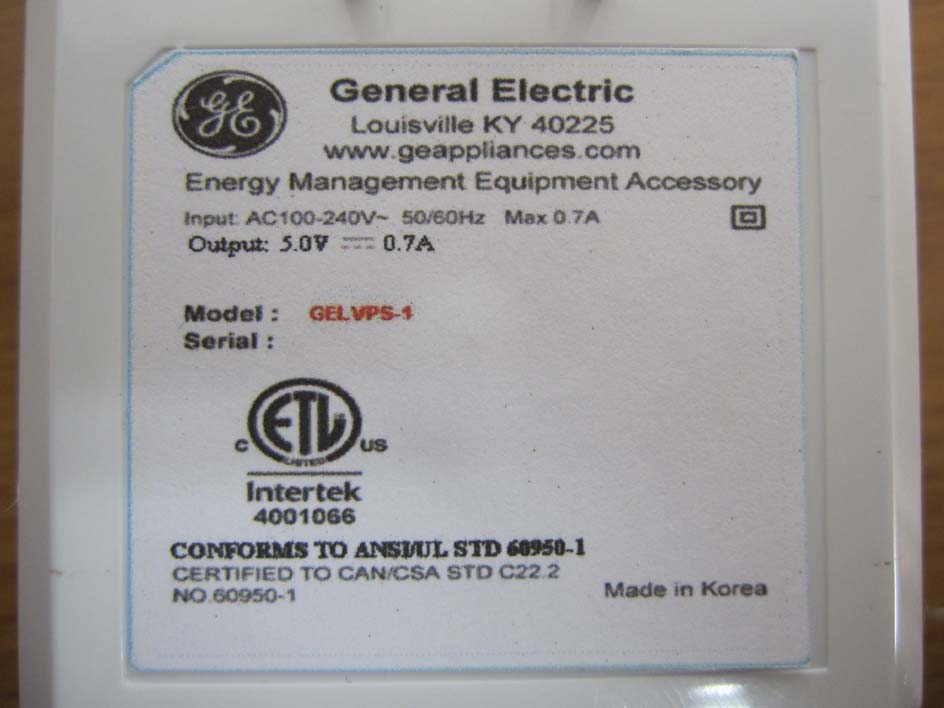 GE
General Electric
Louisville KY 40225
www.geappliances.com
Energy Management Equipment Accessory
Input: AC100-240V~ 50/60Hz Max 0.7A
Output: 5.0V ⎓ 0.7A
Model : GELVPS-1
Serial :
ETL
LISTED
C US
Intertek
4001066
CONFORMS TO ANSI/UL STD 60950-1
CERTIFIED TO CAN/CSA STD C22.2
NO.60950-1
Made in Korea